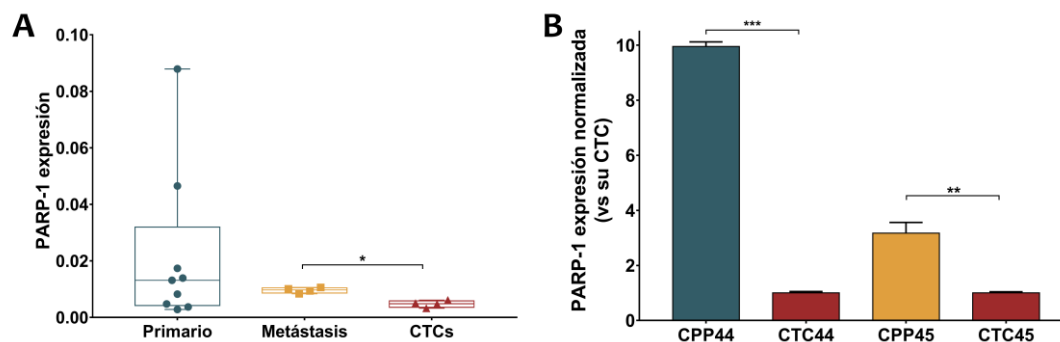 A
PARP-1 expresión
0.10
0.08
0.06
0.04
0.02
0.00
*
Primario
Metástasis
CTCs
B
PARP-1 expresión normalizada
(vs su CTC)
10
8
6
4
2
0
***
**
CPP44
CTC44
CPP45
CTC45